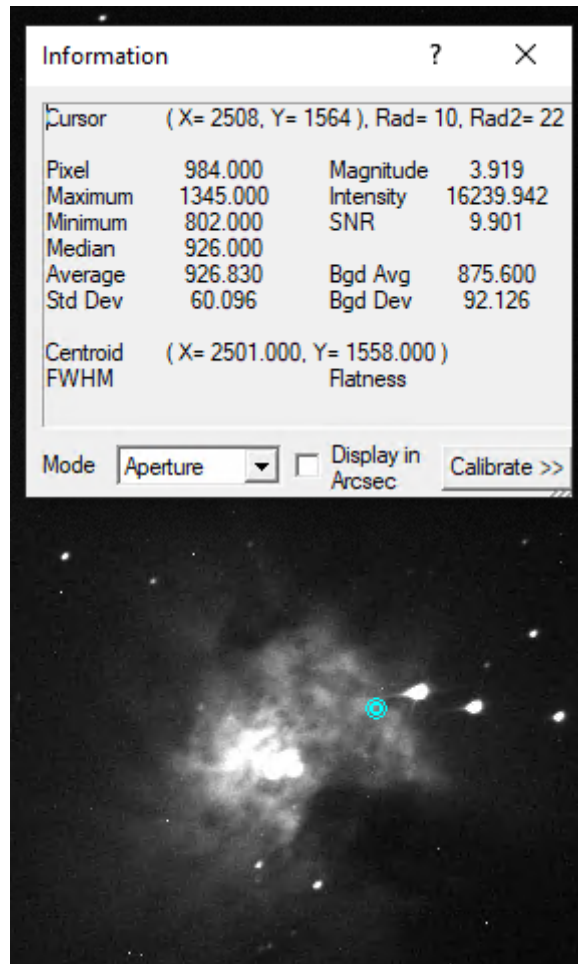 Information ? ×
Cursor ( X= 2508, Y= 1564 ), Rad= 10, Rad2= 22
Pixel 984.000 Magnitude 3.919
Maximum 1345.000 Intensity 16239.942
Minimum 802.000 SNR 9.901
Median 926.000
Average 926.830 Bgd Avg 875.600
Std Dev 60.096 Bgd Dev 92.126
Centroid ( X= 2501.000, Y= 1558.000 )
FWHM Flatness
Mode Aperture Display in Arcsec Calibrate >>